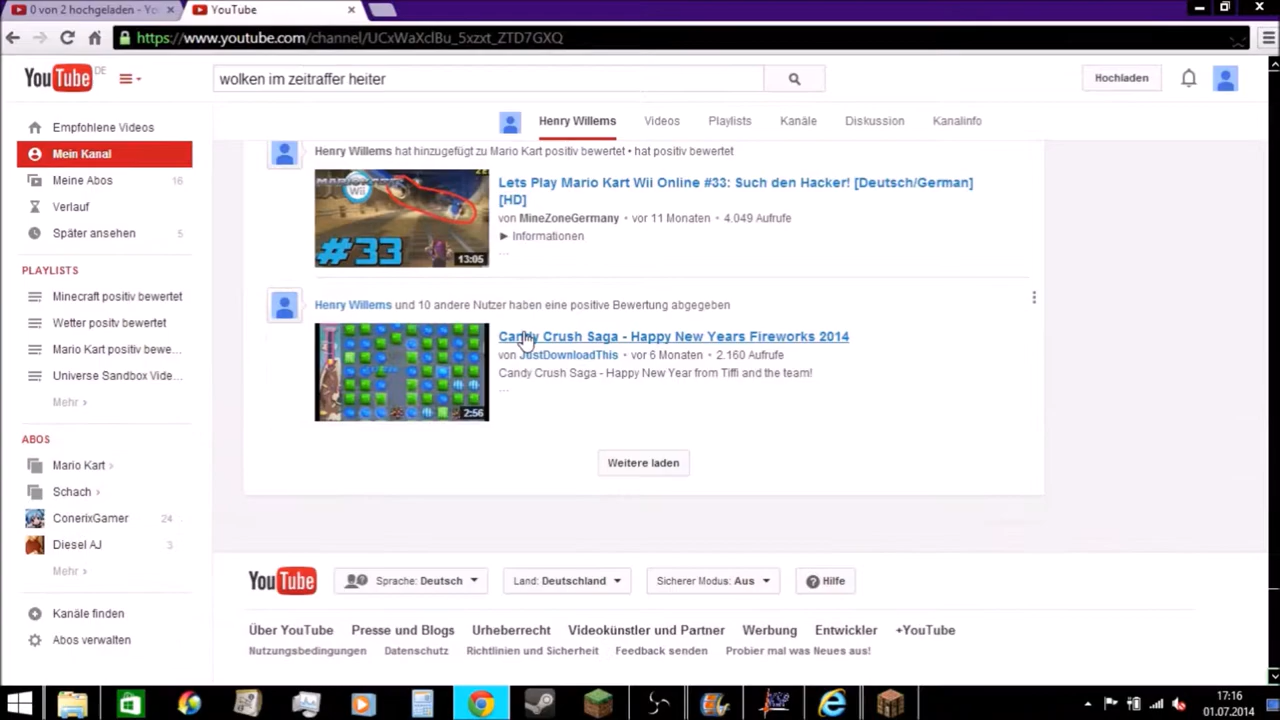 0 von 2 hochgeladen - Yo
YouTube
https://www.youtube.com/channel/UCxWaXclBu_5xzxt_ZTD7GXQ
YouTube DE
wolken im zeitraffer heiter
Hochladen
Henry Willems
Videos
Playlists
Kanäle
Diskussion
Kanalinfo
Empfohlene Videos
Mein Kanal
Meine Abos 16
Verlauf
Später ansehen 5
PLAYLISTS
Minecraft positiv bewertet
Wetter positv bewertet
Mario Kart positiv bewe...
Universe Sandbox Vide...
Mehr ›
ABOS
Mario Kart ›
Schach ›
ConerixGamer 24
Diesel AJ 3
Mehr ›
Kanäle finden
Abos verwalten
Henry Willems hat hinzugefügt zu Mario Kart positiv bewertet • hat positiv bewertet
MARIOKART
Wii
#33
13:05
Lets Play Mario Kart Wii Online #33: Such den Hacker! [Deutsch/German]
[HD]
von MineZoneGermany • vor 11 Monaten • 4.049 Aufrufe
► Informationen
...
Henry Willems und 10 andere Nutzer haben eine positive Bewertung abgegeben
2:56
Candy Crush Saga - Happy New Years Fireworks 2014
von JustDownloadThis • vor 6 Monaten • 2.160 Aufrufe
Candy Crush Saga - Happy New Year from Tiffi and the team!
...
Weitere laden
YouTube
Sprache: Deutsch
Land: Deutschland
Sicherer Modus: Aus
Hilfe
Über YouTube
Presse und Blogs
Urheberrecht
Videokünstler und Partner
Werbung
Entwickler
+YouTube
Nutzungsbedingungen
Datenschutz
Richtlinien und Sicherheit
Feedback senden
Probier mal was Neues aus!
17:16
01.07.2014